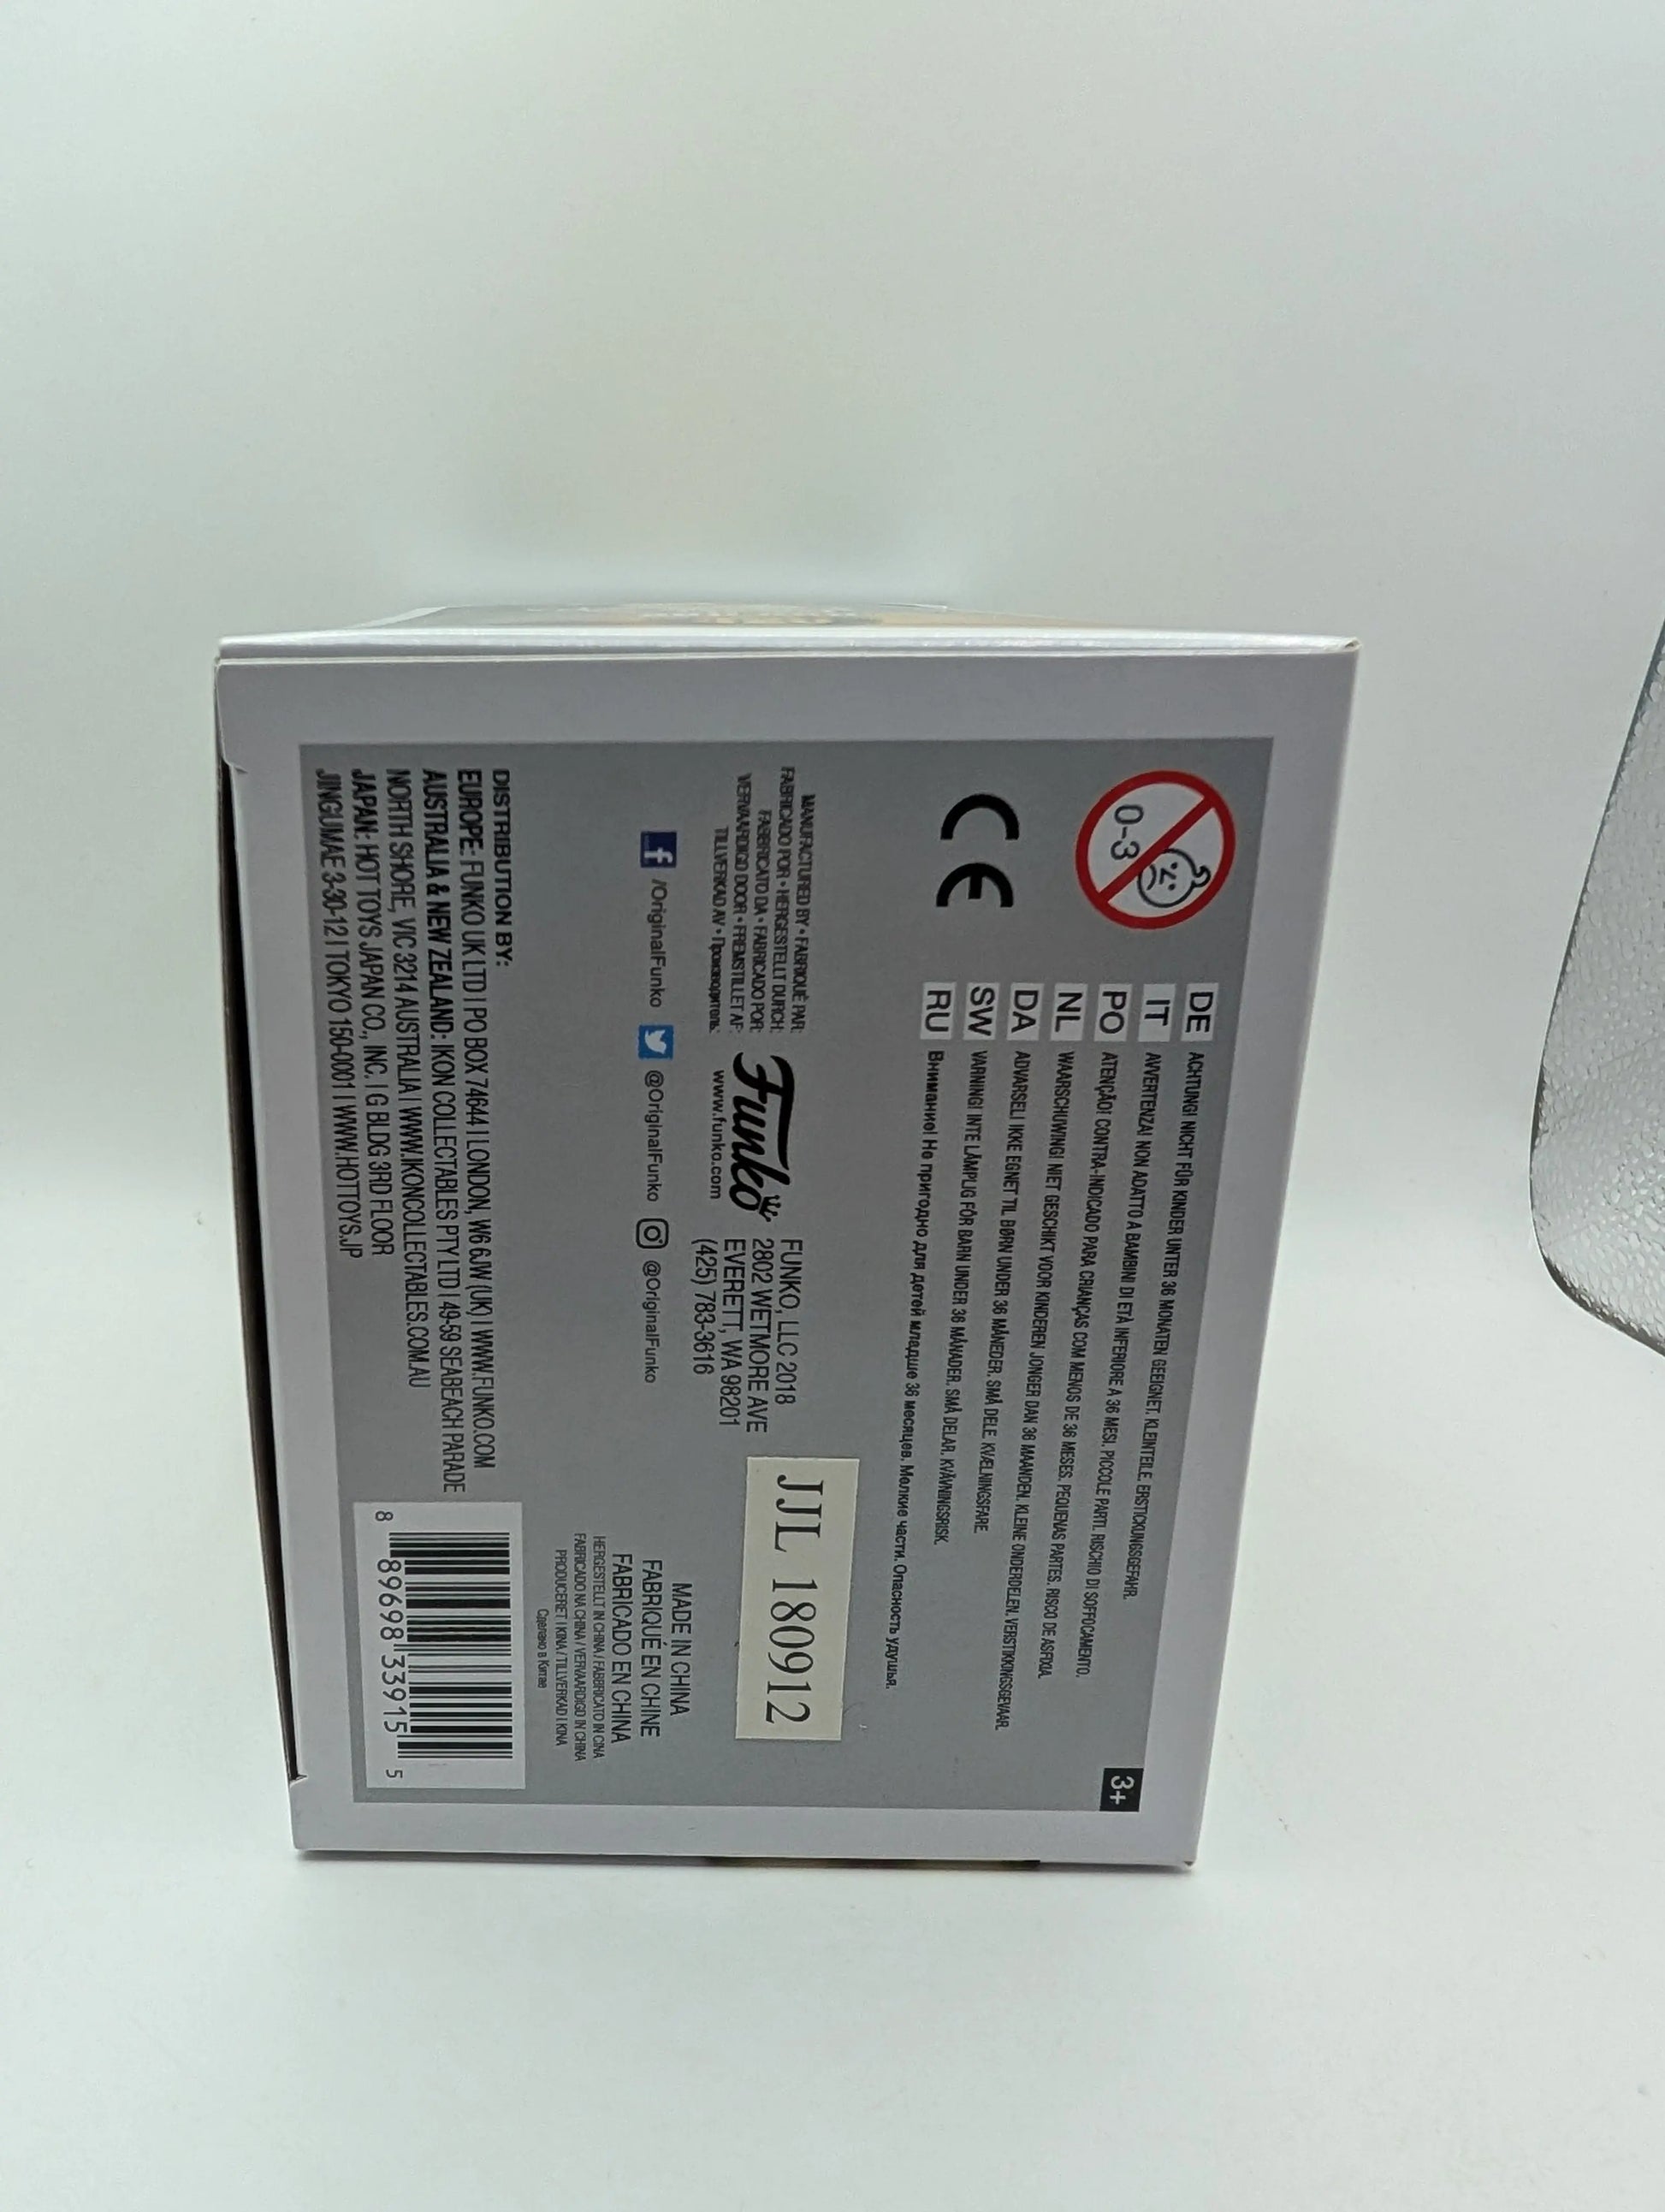 0-3
CE
DE ACHTUNG! NICHT FÜR KINDER UNTER 36 MONATEN GEEIGNET. KLEINTEILE. ERSTICKUNGSGEFAHR.
IT AVVERTENZA! NON ADATTO A BAMBINI DI ETÀ INFERIORE A 36 MESI. PICCOLE PARTI. RISCHIO DI SOFFOCAMENTO.
PO ATENÇÃO! CONTRA-INDICADO PARA CRIANÇAS COM MENOS DE 36 MESES. PEQUENAS PARTES. RISCO DE ASFIXIA.
NL WAARSCHUWING! NIET GESCHIKT VOOR KINDEREN JONGER DAN 36 MAANDEN. KLEINE ONDERDELEN. VERSTIKKINGSGEVAAR.
DA ADVARSEL! IKKE EGNET TIL BØRN UNDER 36 MÅNEDER. SMÅ DELE. KVÆLNINGSFARE.
SW VARNING! INTE LÄMPLIG FÖR BARN UNDER 36 MÅNADER. SMÅ DELAR. KVÄVNINGSRISK.
RU Внимание! Не пригодно для детей младше 36 месяцев. Мелкие части. Опасность удушья.
3+
MANUFACTURED BY • FABRIQUÉ PAR:
FABRICADO POR • HERGESTELLT DURCH:
FABBRICATO DA • FABRICADO POR:
VERVAARDIGD DOOR • FREMSTILLET AF:
TILLVERKAD AV • Производитель:
Funko
www.funko.com
FUNKO, LLC 2018
2802 WETMORE AVE
EVERETT, WA 98201
(425) 783-3616
JJL 180912
/OriginalFunko @OriginalFunko @OriginalFunko
MADE IN CHINA
FABRIQUÉ EN CHINE
FABRICADO EN CHINA
HERGESTELLT IN CHINA / FABBRICATO IN CINA
FABRICADO NA CHINA / VERVAARDIGD IN CHINA
PRODUCERET I KINA / TILLVERKAD I KINA
Сделано в Китае
DISTRIBUTION BY:
EUROPE: FUNKO UK LTD | PO BOX 74644 | LONDON, W6 6JW (UK) | WWW.FUNKO.COM
AUSTRALIA & NEW ZEALAND: IKON COLLECTABLES PTY LTD | 49-59 SEABEACH PARADE
NORTH SHORE, VIC 3214 AUSTRALIA | WWW.IKONCOLLECTABLES.COM.AU
JAPAN: HOT TOYS JAPAN CO., INC. | G BLDG 3RD FLOOR
JINGUMAE 3-30-12 | TOKYO 150-0001 | WWW.HOTTOYS.JP
8 89698 33915 5